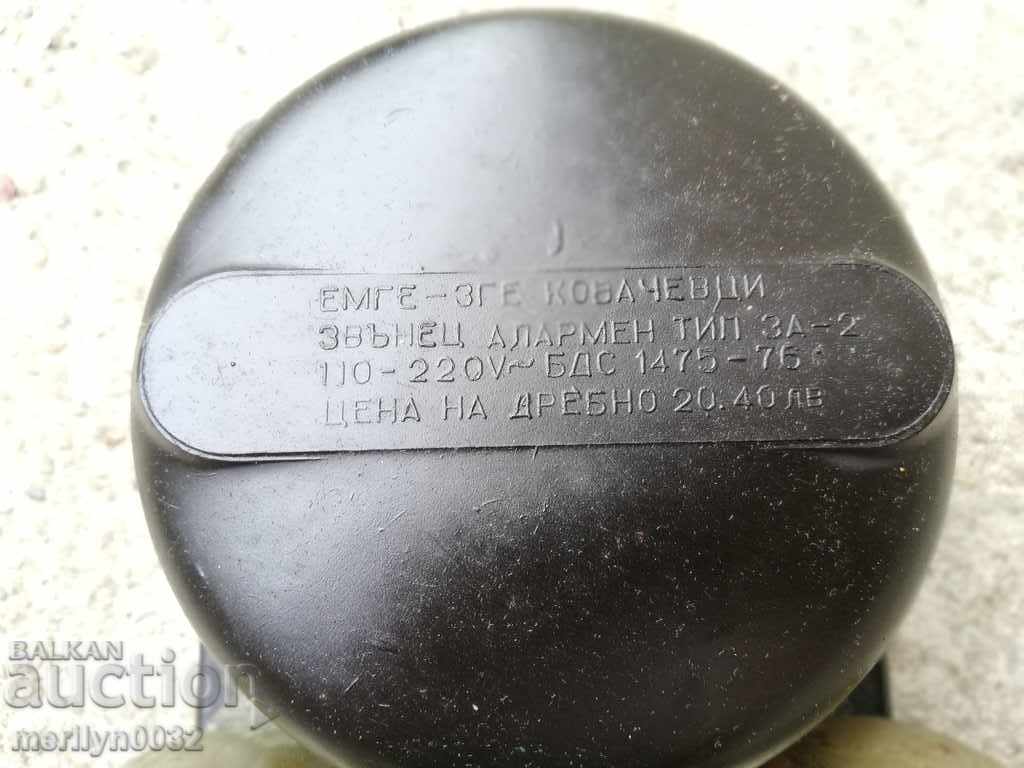 ЕМГЕ-ЗГЕ КОВАЧЕВЦИ
ЗВЪНЕЦ АЛАРМЕН ТИП ЗА-2
110-220V~ БДС 1475-76
ЦЕНА НА ДРЕБНО 20.40 ЛВ
BALKAN
auction
merilyn0032